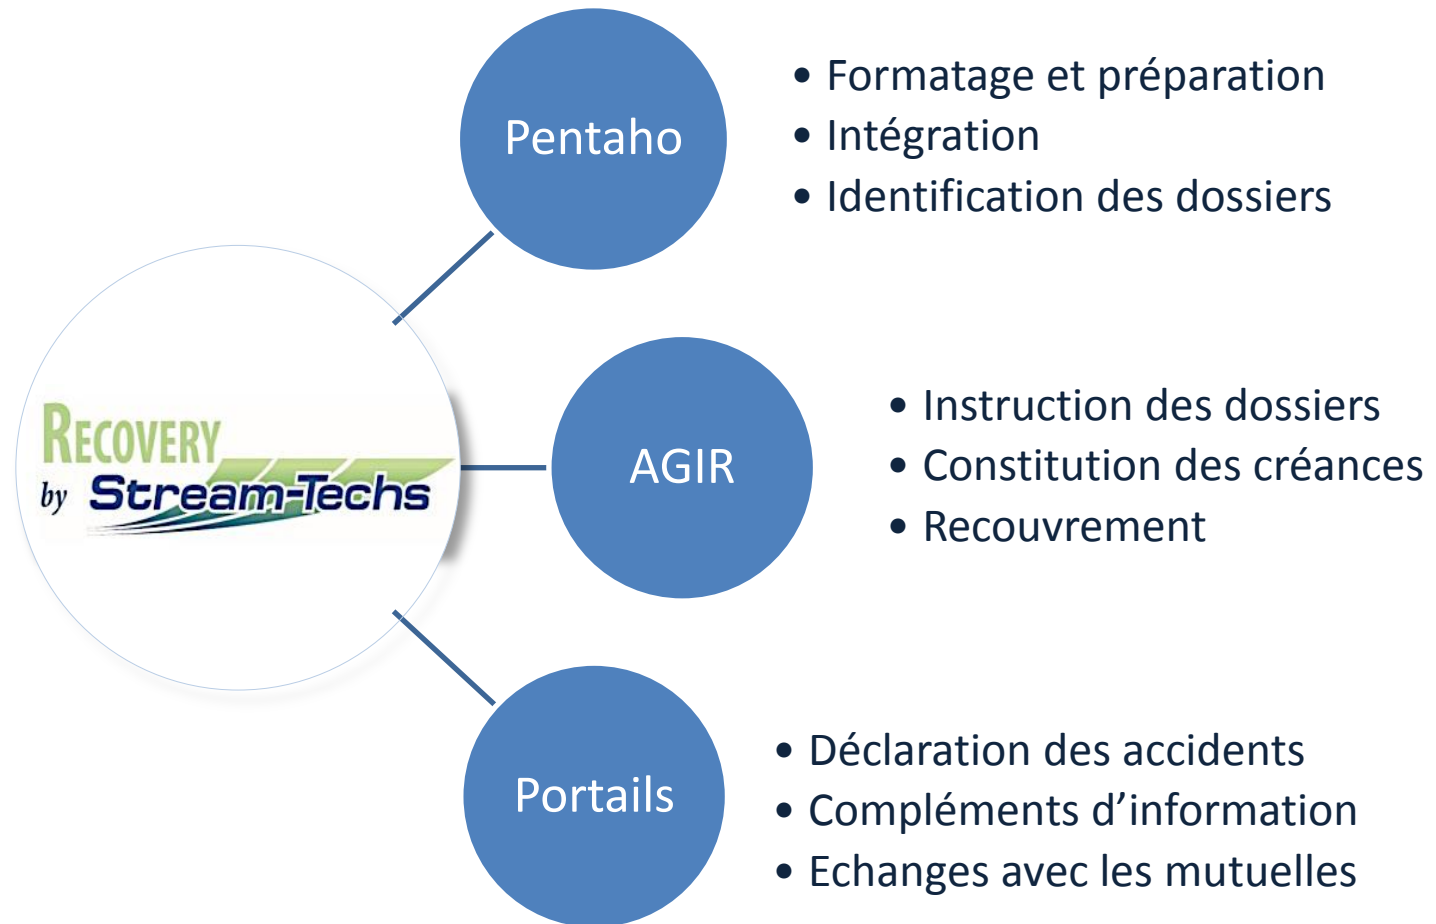 Pentaho
• Formatage et préparation
• Intégration
• Identification des dossiers
RECOVERY
by Stream-Techs
AGIR
• Instruction des dossiers
• Constitution des créances
• Recouvrement
Portails
• Déclaration des accidents
• Compléments d’information
• Echanges avec les mutuelles